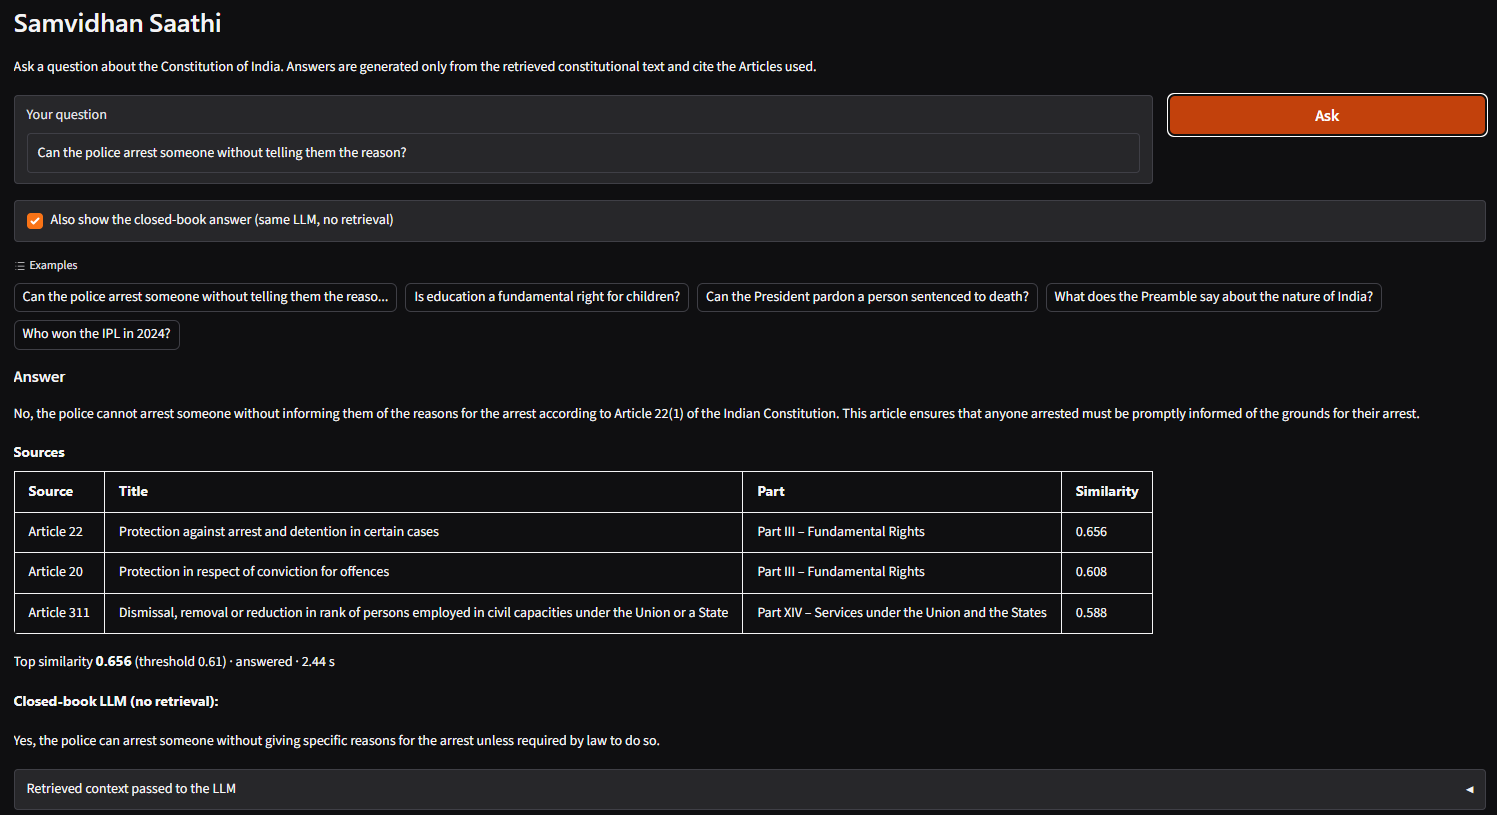 Samvidhan Saathi
Ask a question about the Constitution of India. Answers are generated only from the retrieved constitutional text and cite the Articles used.
Your question
Can the police arrest someone without telling them the reason?
Ask
Also show the closed-book answer (same LLM, no retrieval)
Examples
Can the police arrest someone without telling them the reaso...
Is education a fundamental right for children?
Can the President pardon a person sentenced to death?
What does the Preamble say about the nature of India?
Who won the IPL in 2024?
Answer
No, the police cannot arrest someone without informing them of the reasons for the arrest according to Article 22(1) of the Indian Constitution. This article ensures that anyone arrested must be promptly informed of the grounds for their arrest.
Sources
Source Title Part Similarity
Article 22 Protection against arrest and detention in certain cases Part III – Fundamental Rights 0.656
Article 20 Protection in respect of conviction for offences Part III – Fundamental Rights 0.608
Article 311 Dismissal, removal or reduction in rank of persons employed in civil capacities under the Union or a State Part XIV – Services under the Union and the States 0.588
Top similarity 0.656 (threshold 0.61) · answered · 2.44 s
Closed-book LLM (no retrieval):
Yes, the police can arrest someone without giving specific reasons for the arrest unless required by law to do so.
Retrieved context passed to the LLM